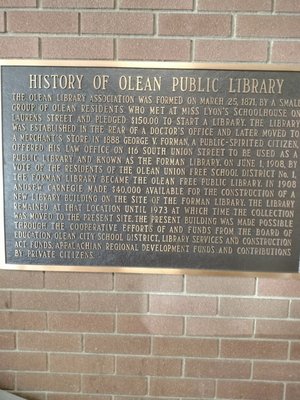 HISTORY OF OLEAN PUBLIC LIBRARY
THE OLEAN LIBRARY ASSOCIATION WAS FORMED ON MARCH 25, 1871, BY A SMALL
GROUP OF OLEAN RESIDENTS WHO MET AT MISS LYON'S SCHOOLHOUSE ON
LAURENS STREET AND PLEDGED $150.00 TO START A LIBRARY. THE LIBRARY
WAS ESTABLISHED IN THE REAR OF A DOCTOR'S OFFICE AND LATER MOVED TO
A MERCHANT'S STORE. IN 1888 GEORGE V. FORMAN, A PUBLIC-SPIRITED CITIZEN,
OFFERED HIS LAW OFFICE ON 116 SOUTH UNION STREET TO BE USED AS A
PUBLIC LIBRARY AND KNOWN AS THE FORMAN LIBRARY. ON JUNE 1, 1908, BY
VOTE OF THE RESIDENTS OF THE OLEAN UNION FREE SCHOOL DISTRICT No. 1,
THE FORMAN LIBRARY BECAME THE OLEAN FREE PUBLIC LIBRARY. IN 1908
ANDREW CARNEGIE MADE $40,000 AVAILABLE FOR THE CONSTRUCTION OF A
NEW LIBRARY BUILDING ON THE SITE OF THE FORMAN LIBRARY. THE LIBRARY
REMAINED AT THAT LOCATION UNTIL 1973 AT WHICH TIME THE COLLECTION
WAS MOVED TO THE PRESENT SITE. THE PRESENT BUILDING WAS MADE POSSIBLE
THROUGH THE COOPERATIVE EFFORTS OF AND FUNDS FROM THE BOARD OF
EDUCATION, OLEAN CITY SCHOOL DISTRICT, LIBRARY SERVICES AND CONSTRUCTION
ACT FUNDS, APPALACHIAN REGIONAL DEVELOPMENT FUNDS AND CONTRIBUTIONS
BY PRIVATE CITIZENS.